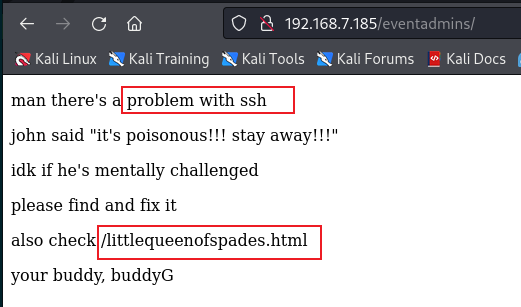 192.168.7.185/eventadmins/
Kali Linux Kali Training Kali Tools Kali Forums Kali Docs
man there's a problem with ssh
john said "it's poisonous!!! stay away!!!"
idk if he's mentally challenged
please find and fix it
also check /littlequeenofspades.html
your buddy, buddyG